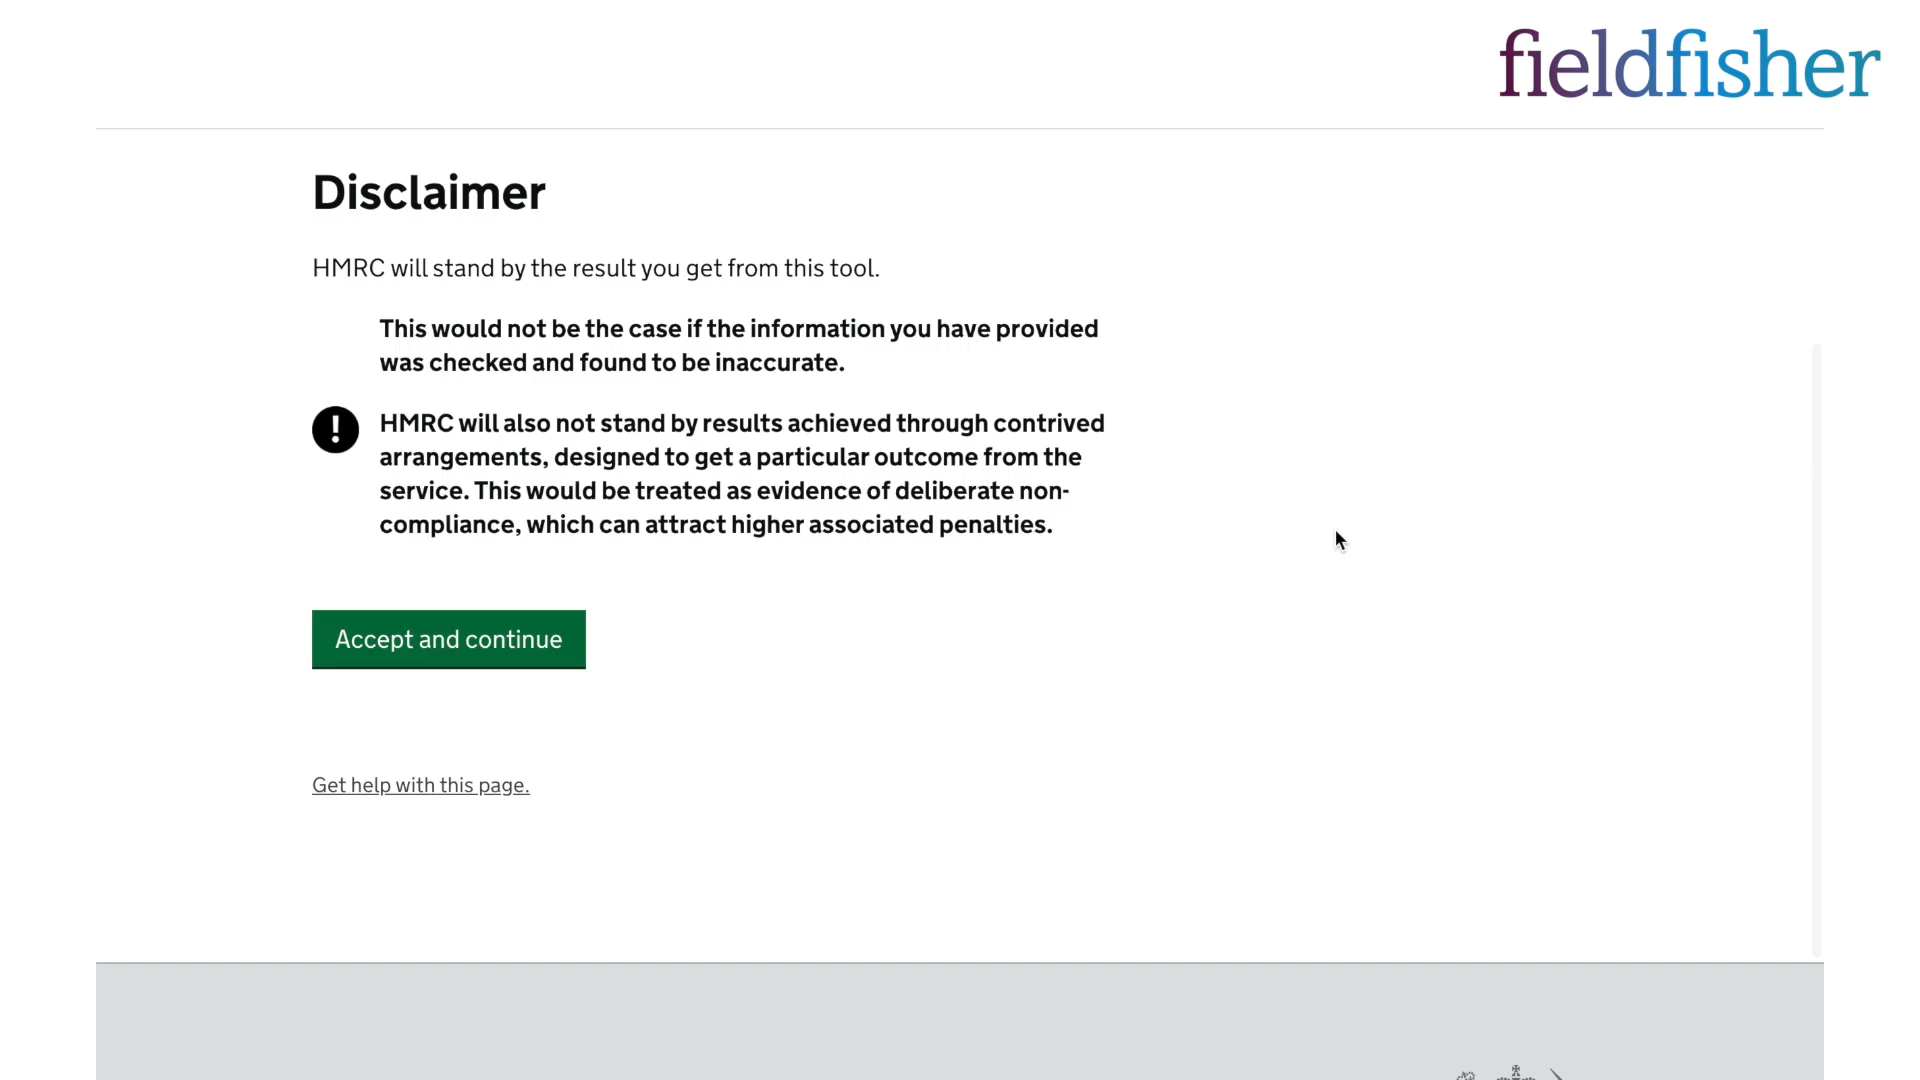 fieldfisher
Disclaimer
HMRC will stand by the result you get from this tool.
This would not be the case if the information you have provided
was checked and found to be inaccurate.
HMRC will also not stand by results achieved through contrived
arrangements, designed to get a particular outcome from the
service. This would be treated as evidence of deliberate non-
compliance, which can attract higher associated penalties.
Accept and continue
Get help with this page.